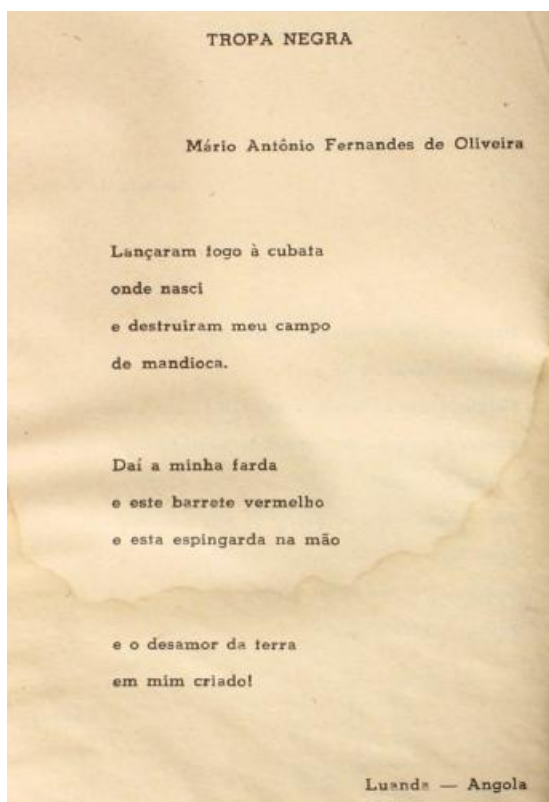 TROPA NEGRA
Mário Antônio Fernandes de Oliveira
Lançaram fogo à cubata
onde nasci
e destruiram meu campo
de mandioca.
Daí a minha farda
e este barrete vermelho
e esta espingarda na mão
e o desamor da terra
em mim criado!
Luanda — Angola